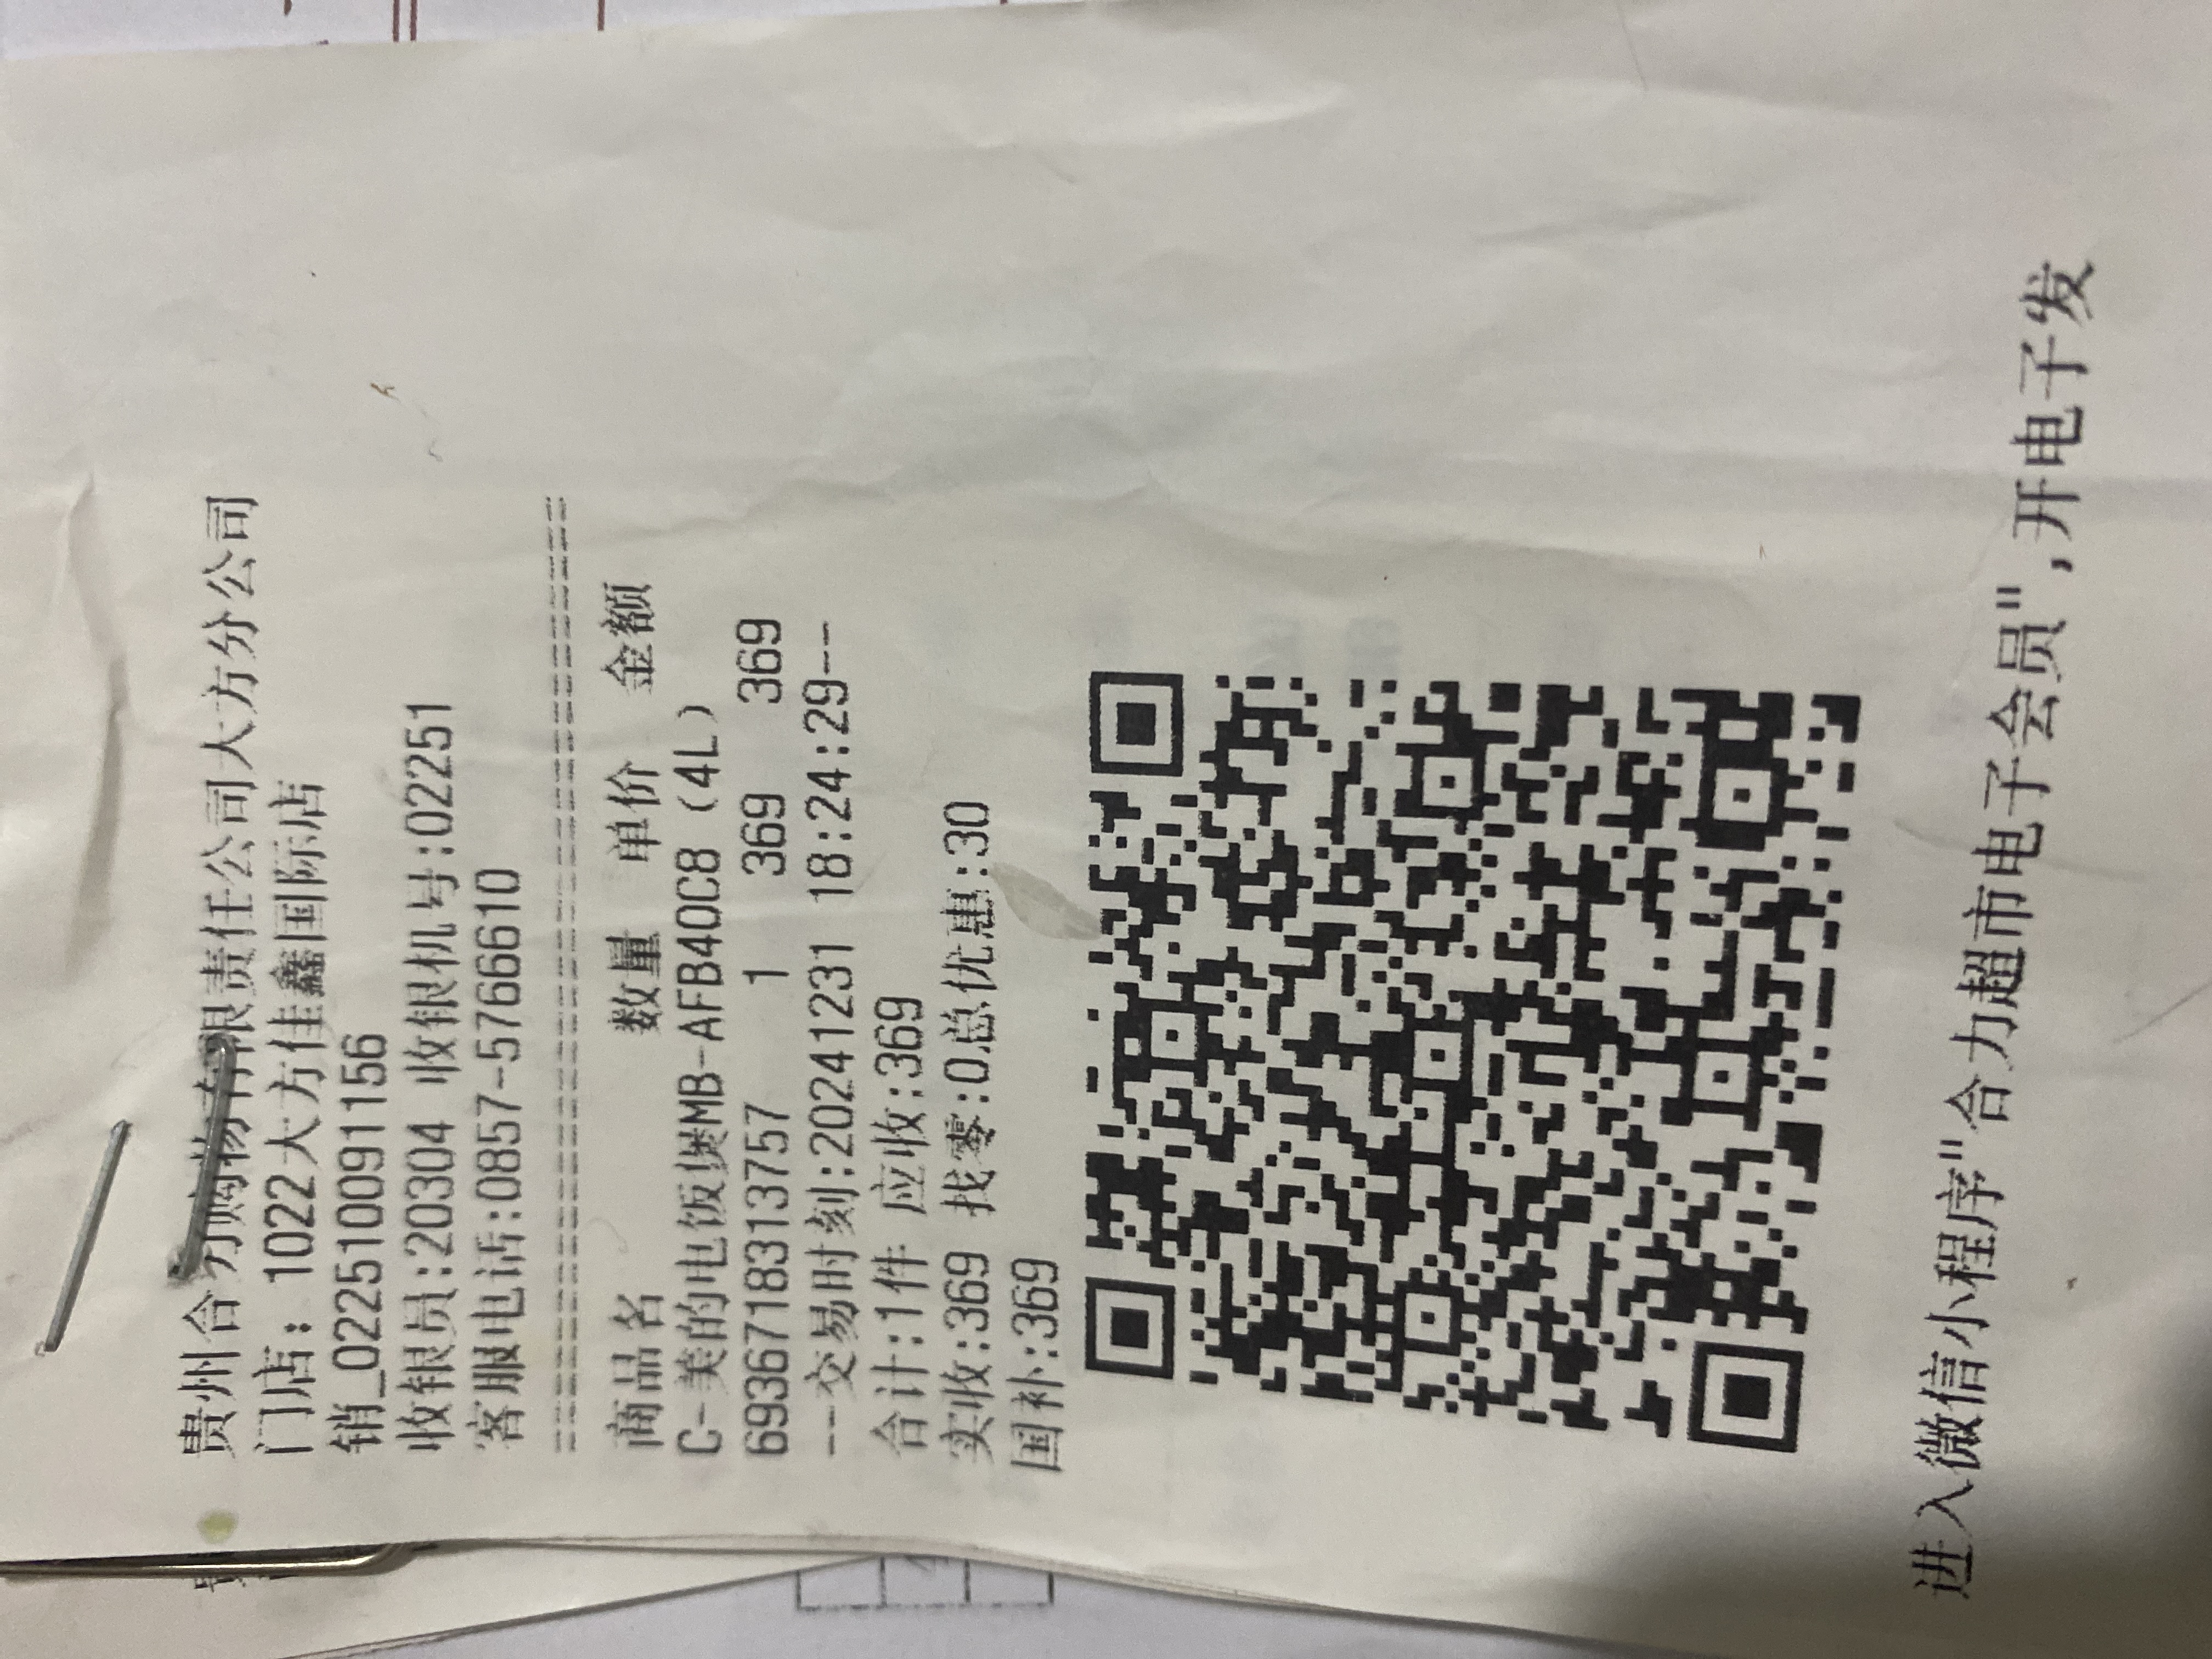 贵州合力购物有限责任公司大方分公司
门店: 1022大方佳鑫国际店
销_022510091156
收银员:20304 收银机号:02251
客服电话:0857-5766610
商品名 数量 单价 金额
C-美的电饭煲MB-AFB40C8 (4L)
6936718313757 1 369 369
--交易时刻:20241231 18:24:29--
合计:1件 应收:369
实收:369 找零:0总优惠:30
国补:369
进入微信小程序"合力超市电子会员",开电子发